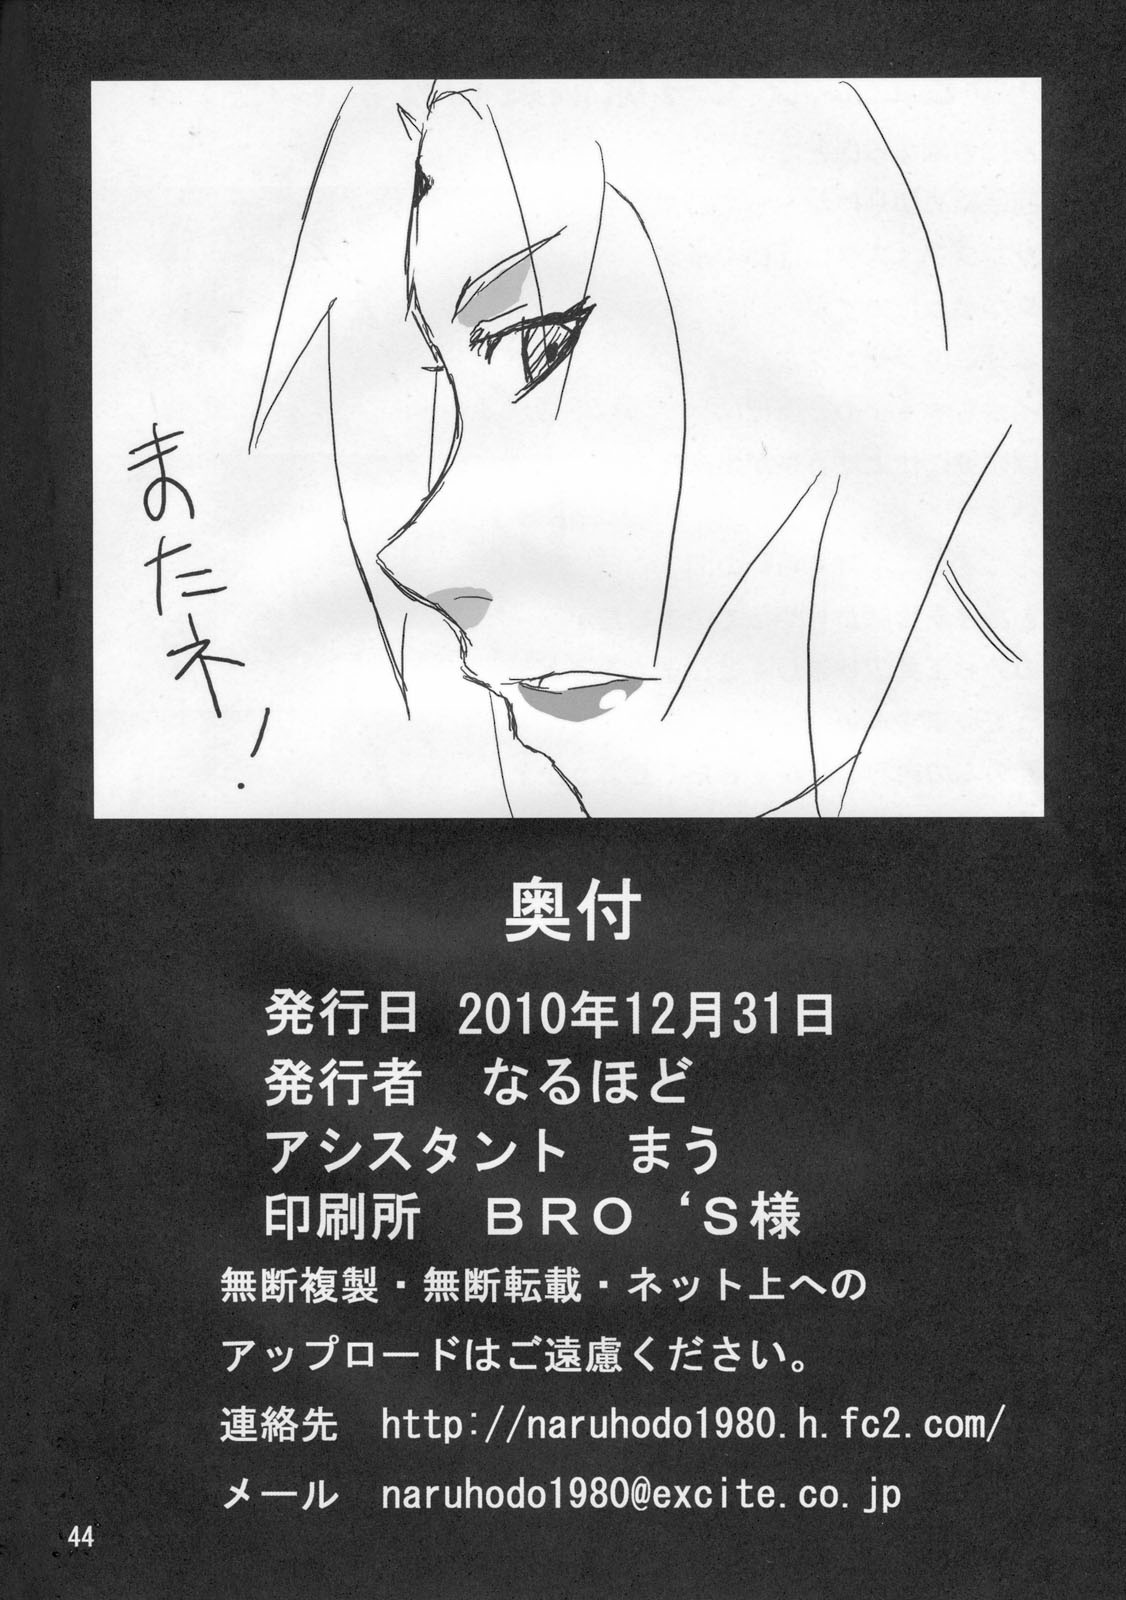 またネ!
奥付
発行日 2010年12月31日
発行者 なるほど
アシスタント まう
印刷所 BRO ‘S様
無断複製・無断転載・ネット上への
アップロードはご遠慮ください。
連絡先 http://naruhodo1980.h.fc2.com/
メール naruhodo1980@excite.co.jp
44